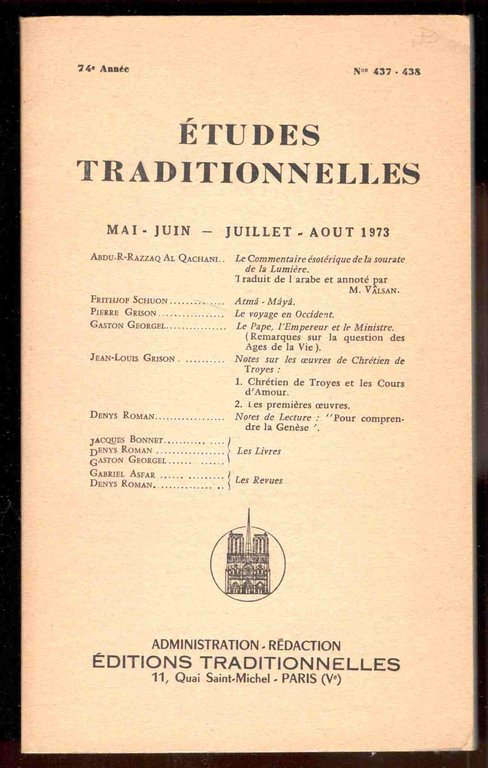 74e Année Nos 437 - 438
ÉTUDES
TRADITIONNELLES
MAI - JUIN — JUILLET - AOUT 1973
ABDU-R-RAZZAQ AL QACHANI.. Le Commentaire ésotérique de la sourate
de la Lumière.
Traduit de l'arabe et annoté par
M. VÂLSAN.
FRITHJOF SCHUON............ Atmâ - Mâyâ.
PIERRE GRISON............... Le voyage en Occident.
GASTON GEORGEL.............. Le Pape, l'Empereur et le Ministre.
(Remarques sur la question des
Ages de la Vie).
JEAN-LOUIS GRISON........... Notes sur les œuvres de Chrétien de
Troyes :
1. Chrétien de Troyes et les Cours
d'Amour.
2. Les premières œuvres.
DENYS ROMAN................. Notes de Lecture : "Pour compren-
dre la Genèse".
JACQUES BONNET..............
DENYS ROMAN................ Les Livres
GASTON GEORGEL..............
GABRIEL ASFAR............... Les Revues
DENYS ROMAN................
ADMINISTRATION - RÉDACTION
ÉDITIONS TRADITIONNELLES
11, Quai Saint-Michel - PARIS (Ve)